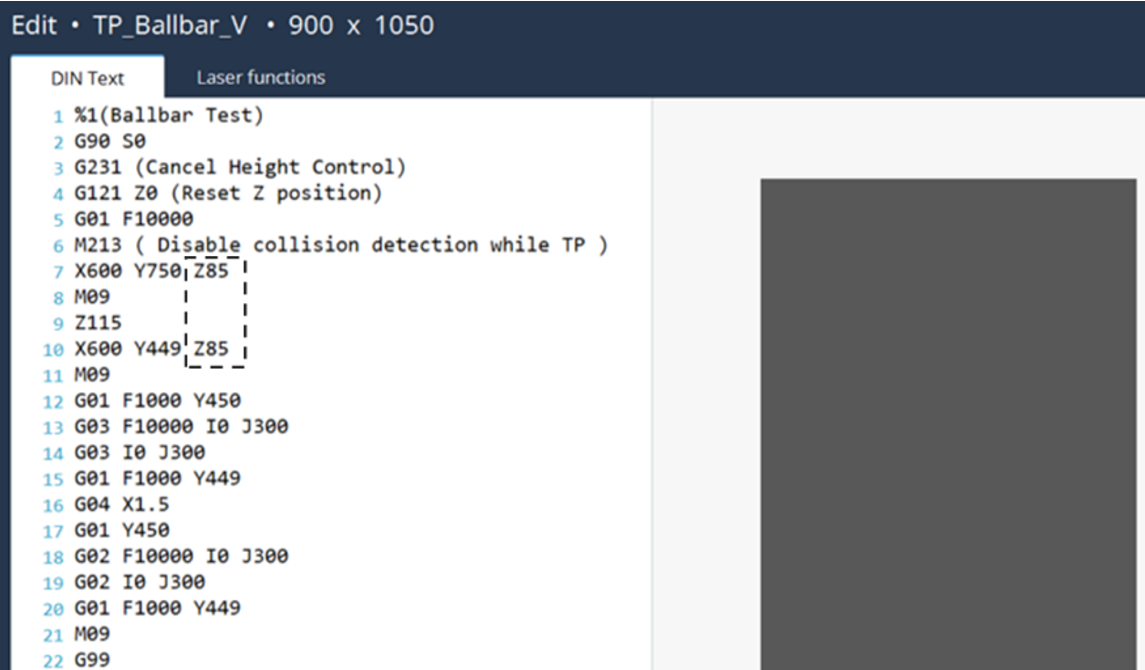 Edit • TP_Ballbar_V • 900 x 1050
DIN Text Laser functions
1 %1(Ballbar Test)
2 G90 S0
3 G231 (Cancel Height Control)
4 G121 Z0 (Reset Z position)
5 G01 F10000
6 M213 ( Disable collision detection while TP )
7 X600 Y750 Z85
8 M09
9 Z115
10 X600 Y449 Z85
11 M09
12 G01 F1000 Y450
13 G03 F10000 I0 J300
14 G03 I0 J300
15 G01 F1000 Y449
16 G04 X1.5
17 G01 Y450
18 G02 F10000 I0 J300
19 G02 I0 J300
20 G01 F1000 Y449
21 M09
22 G99